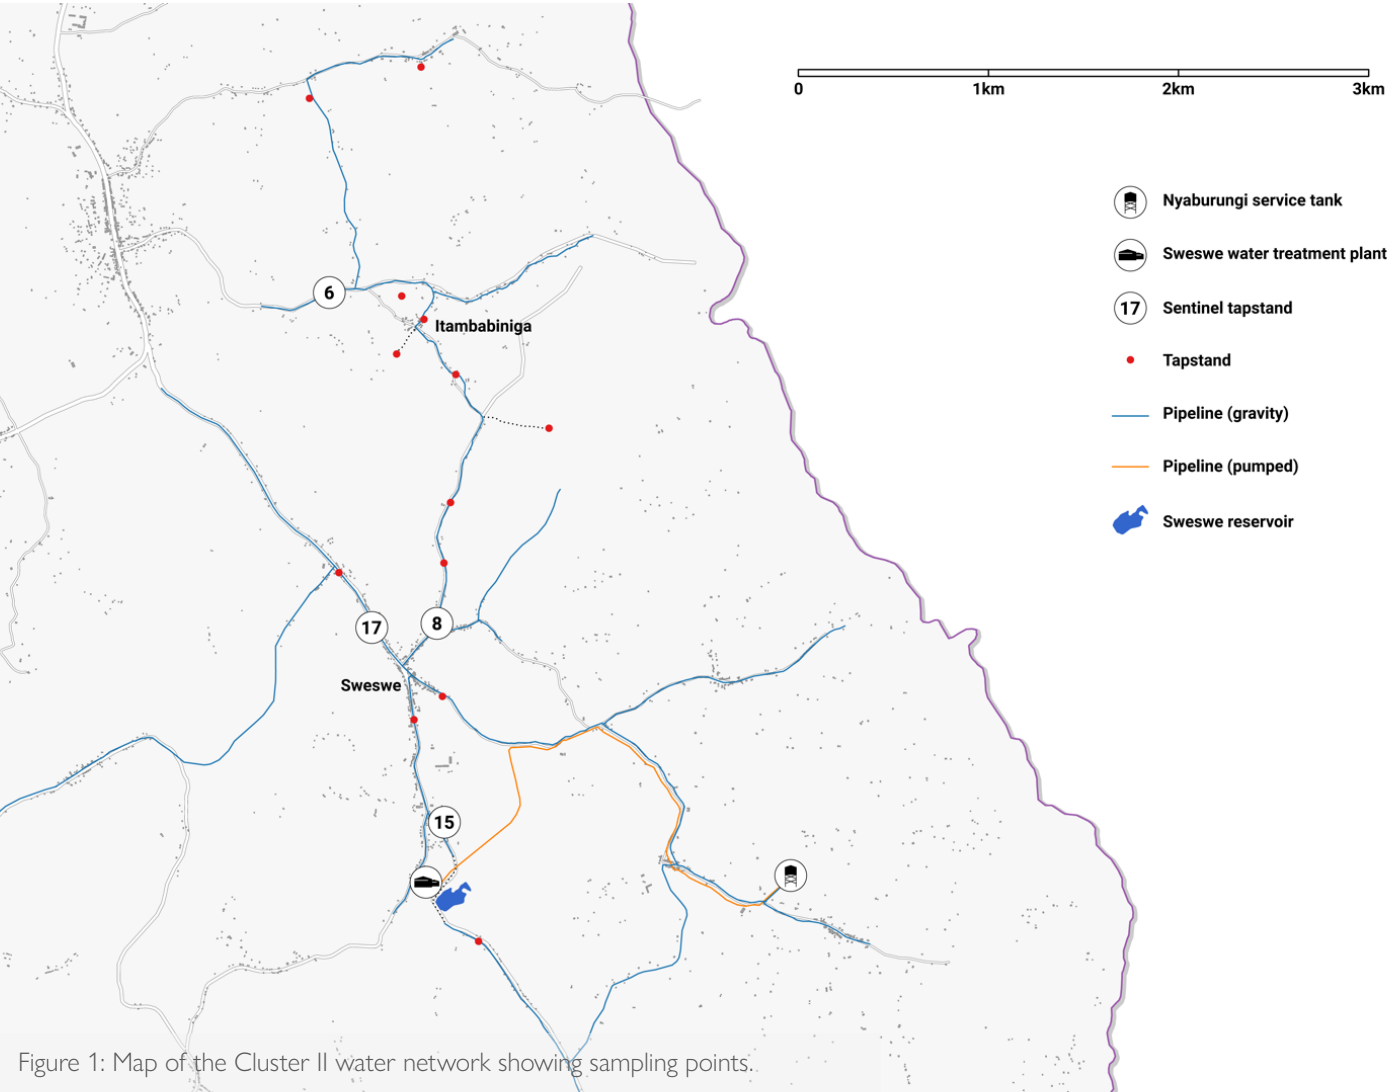 0 1km 2km 3km
Nyaburungi service tank
Sweswe water treatment plant
17 Sentinel tapstand
Tapstand
Pipeline (gravity)
Pipeline (pumped)
Sweswe reservoir
6
Itambabiniga
17
8
Sweswe
15
Figure 1: Map of the Cluster II water network showing sampling points.